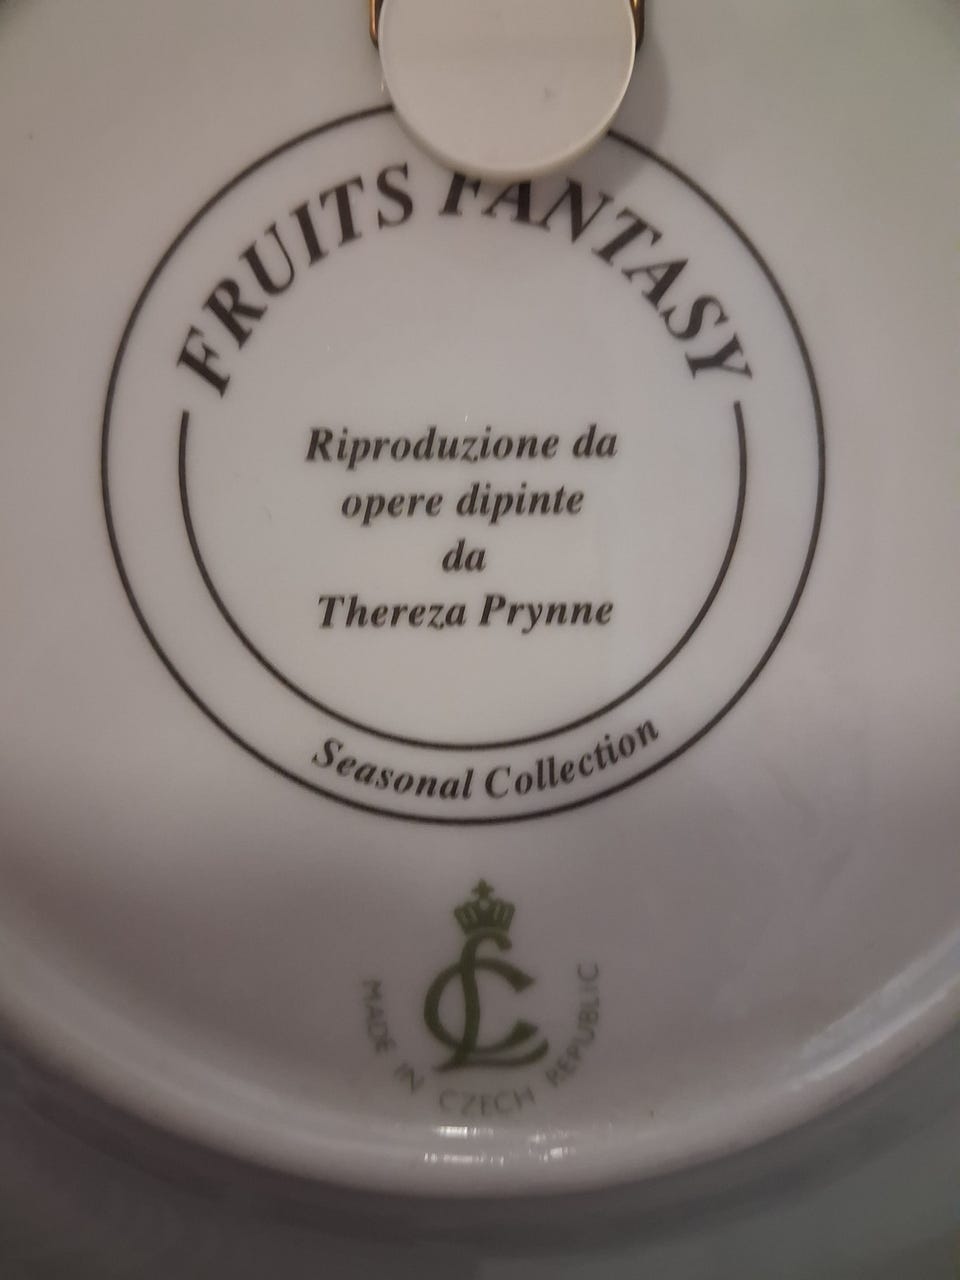 FRUITS FANTASY
Riproduzione da
opere dipinte
da
Thereza Prynne
Seasonal Collection
CL
MADE IN CZECH REPUBLIC